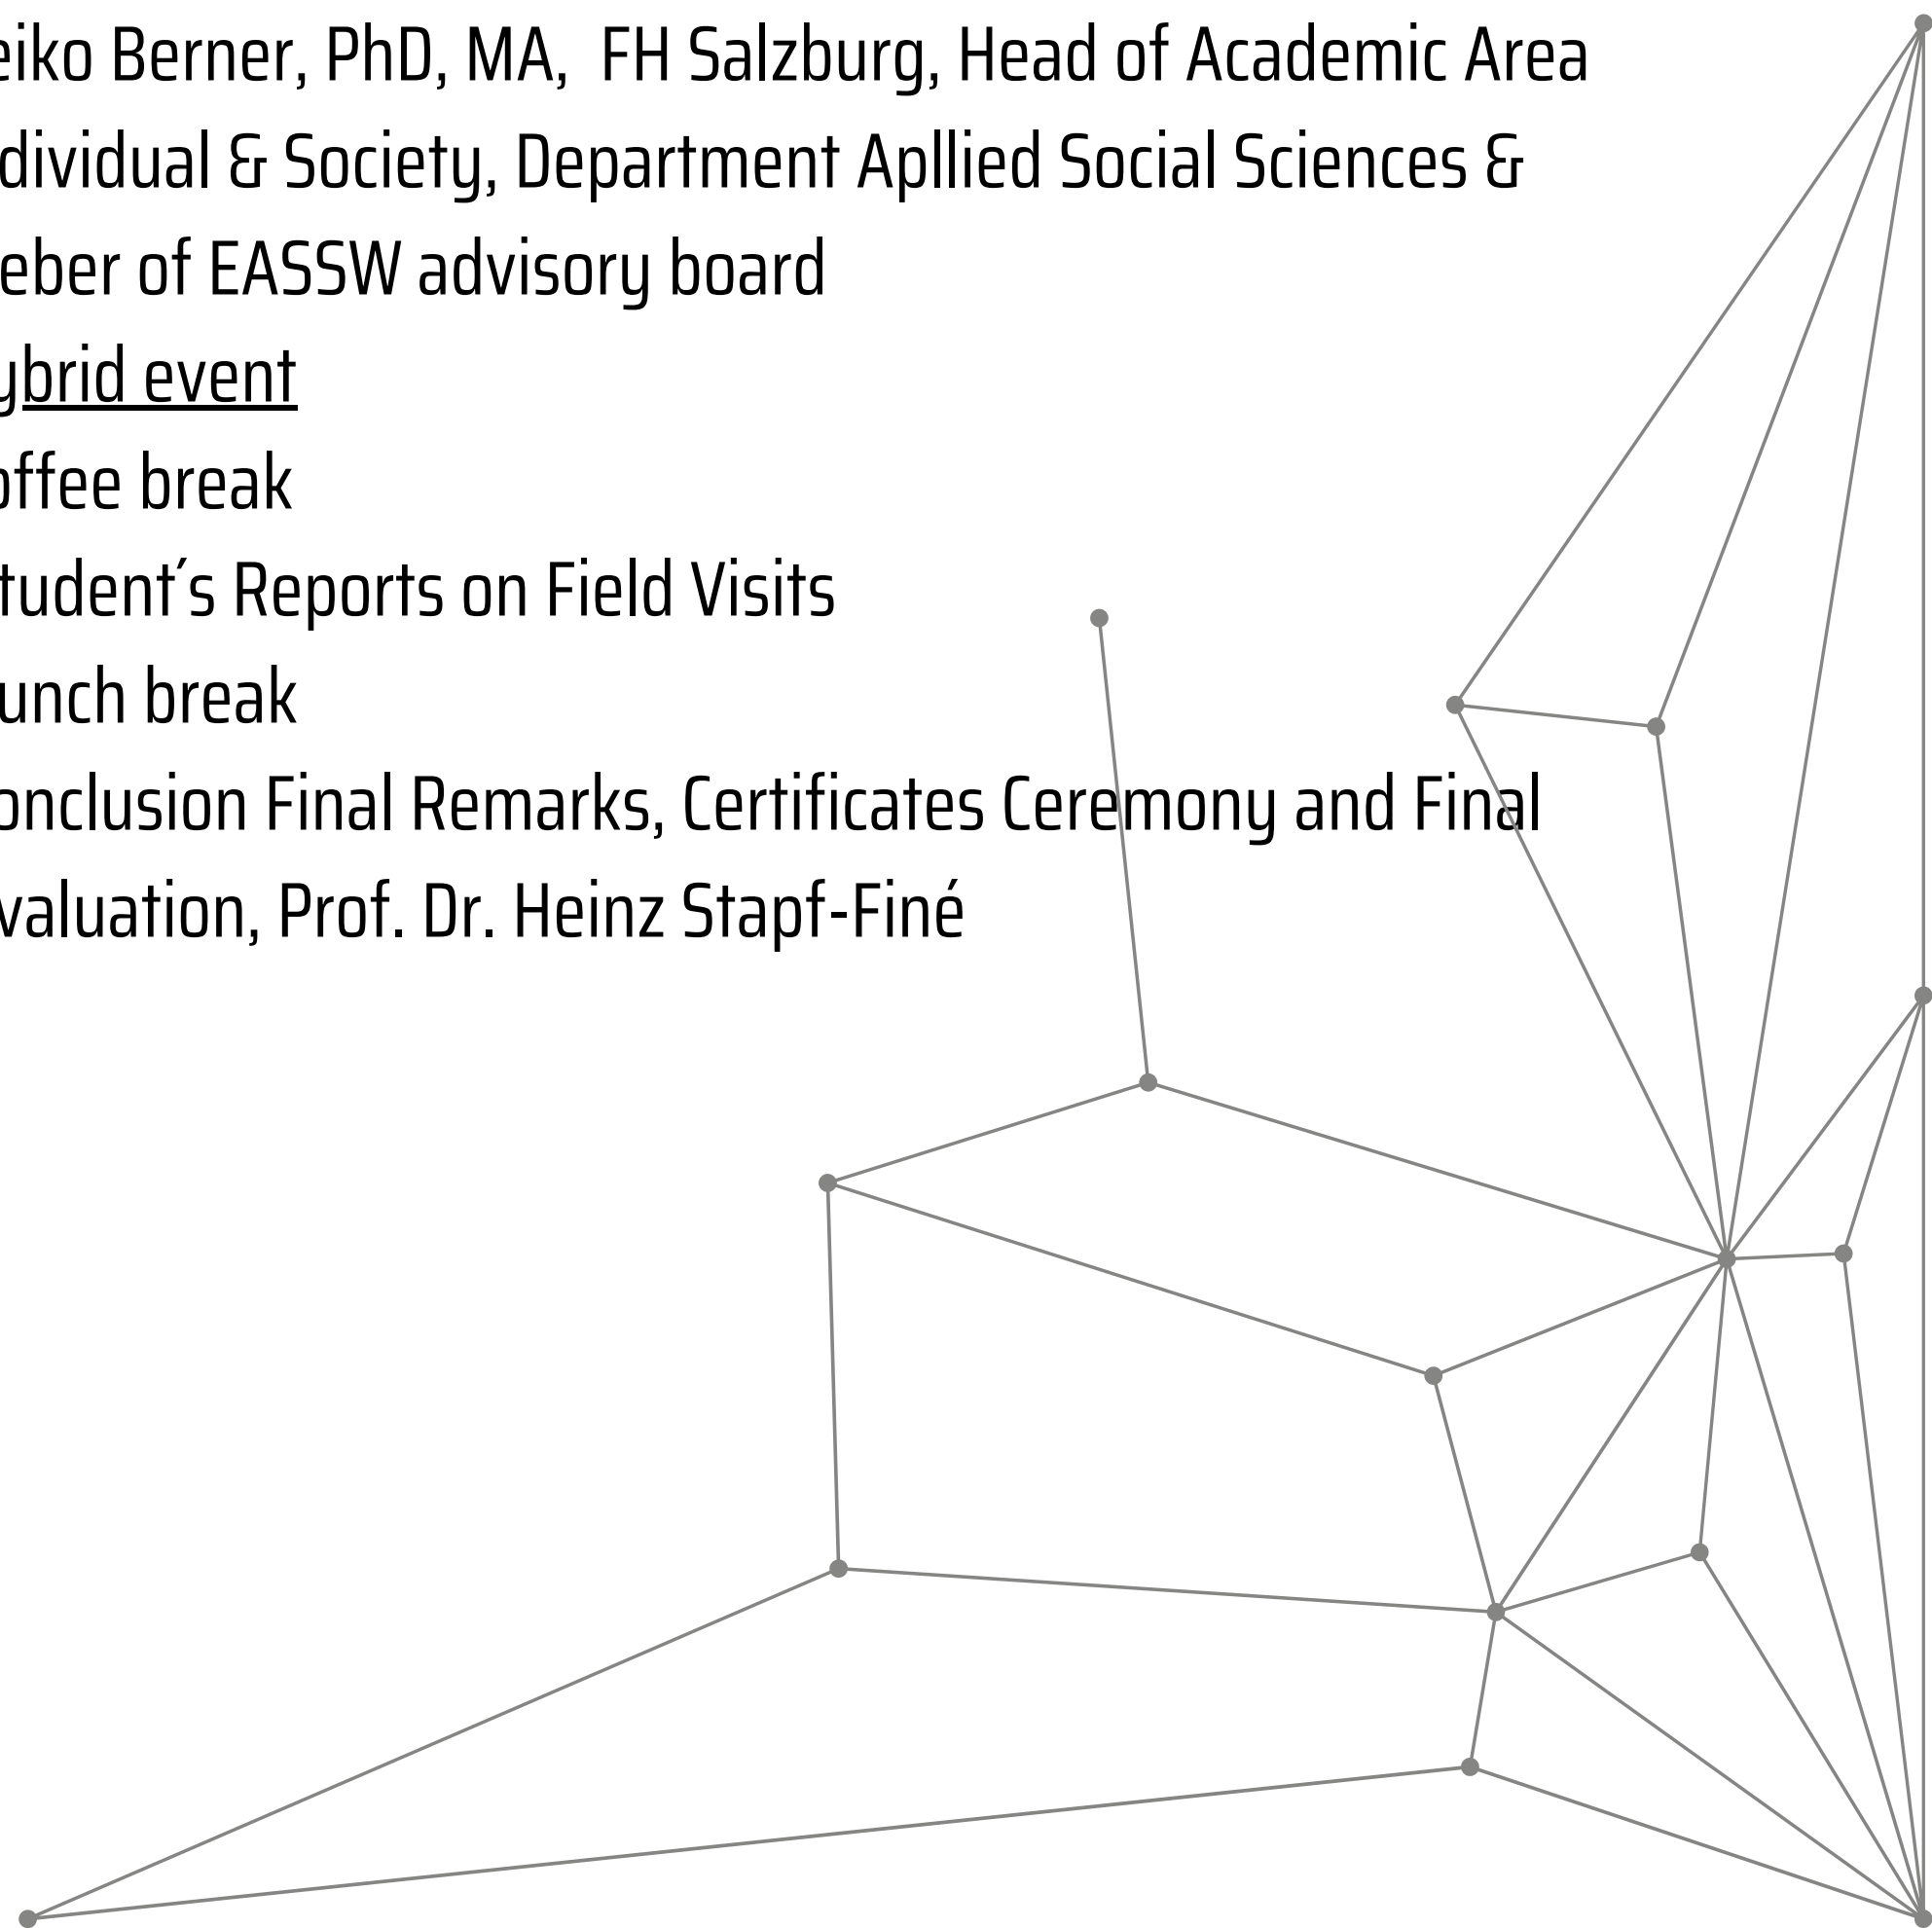 eiko Berner, PhD, MA, FH Salzburg, Head of Academic Area
dividual & Society, Department Apllied Social Sciences &
eber of EASSW advisory board
ybrid event
offee break
tudent´s Reports on Field Visits
unch break
onclusion Final Remarks, Certificates Ceremony and Final
valuation, Prof. Dr. Heinz Stapf-Finé